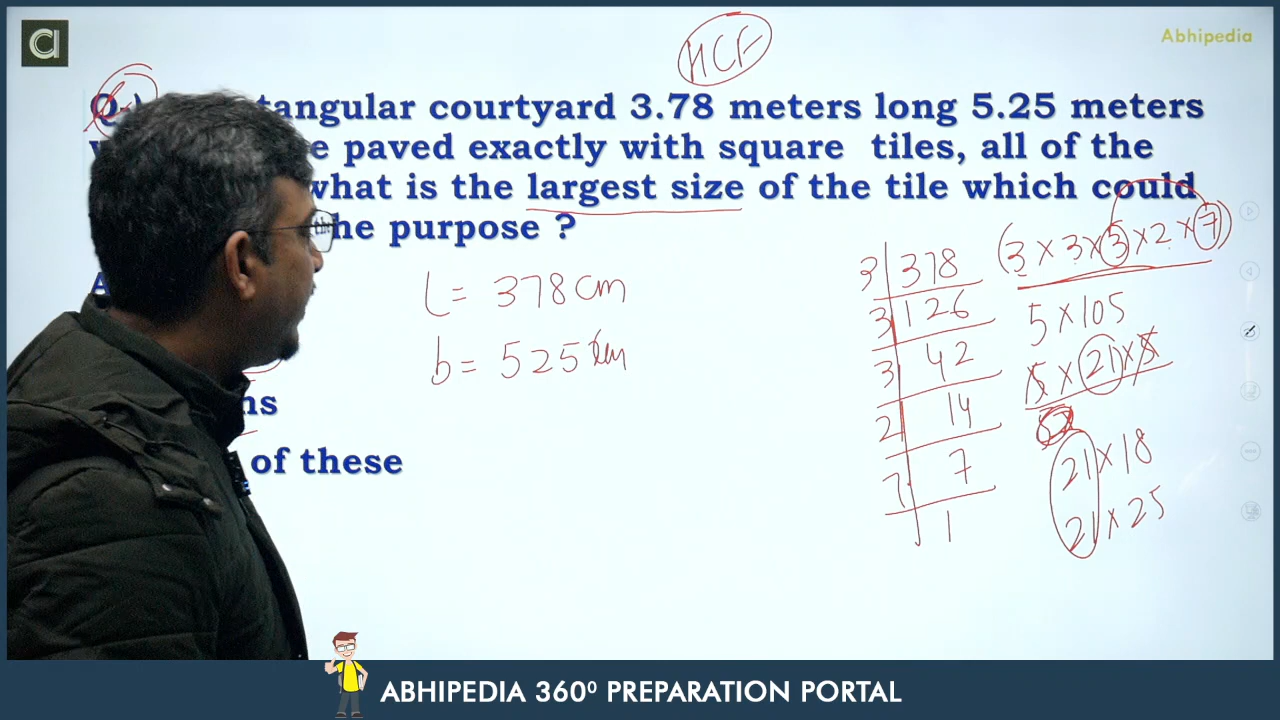 Abhipedia
HCF
tangular courtyard 3.78 meters long 5.25 meters
e paved exactly with square tiles, all of the
what is the largest size of the tile which could
he purpose ?
l = 378 cm
b = 525 cm
of these
3 | 378
3 | 126
3 | 42
2 | 14
7 | 7
1
(3 × 3 × 3 × 2 × 7)
5 × 105
5 × 21 × 5
21 × 18
21 × 25
ABHIPEDIA 360⁰ PREPARATION PORTAL